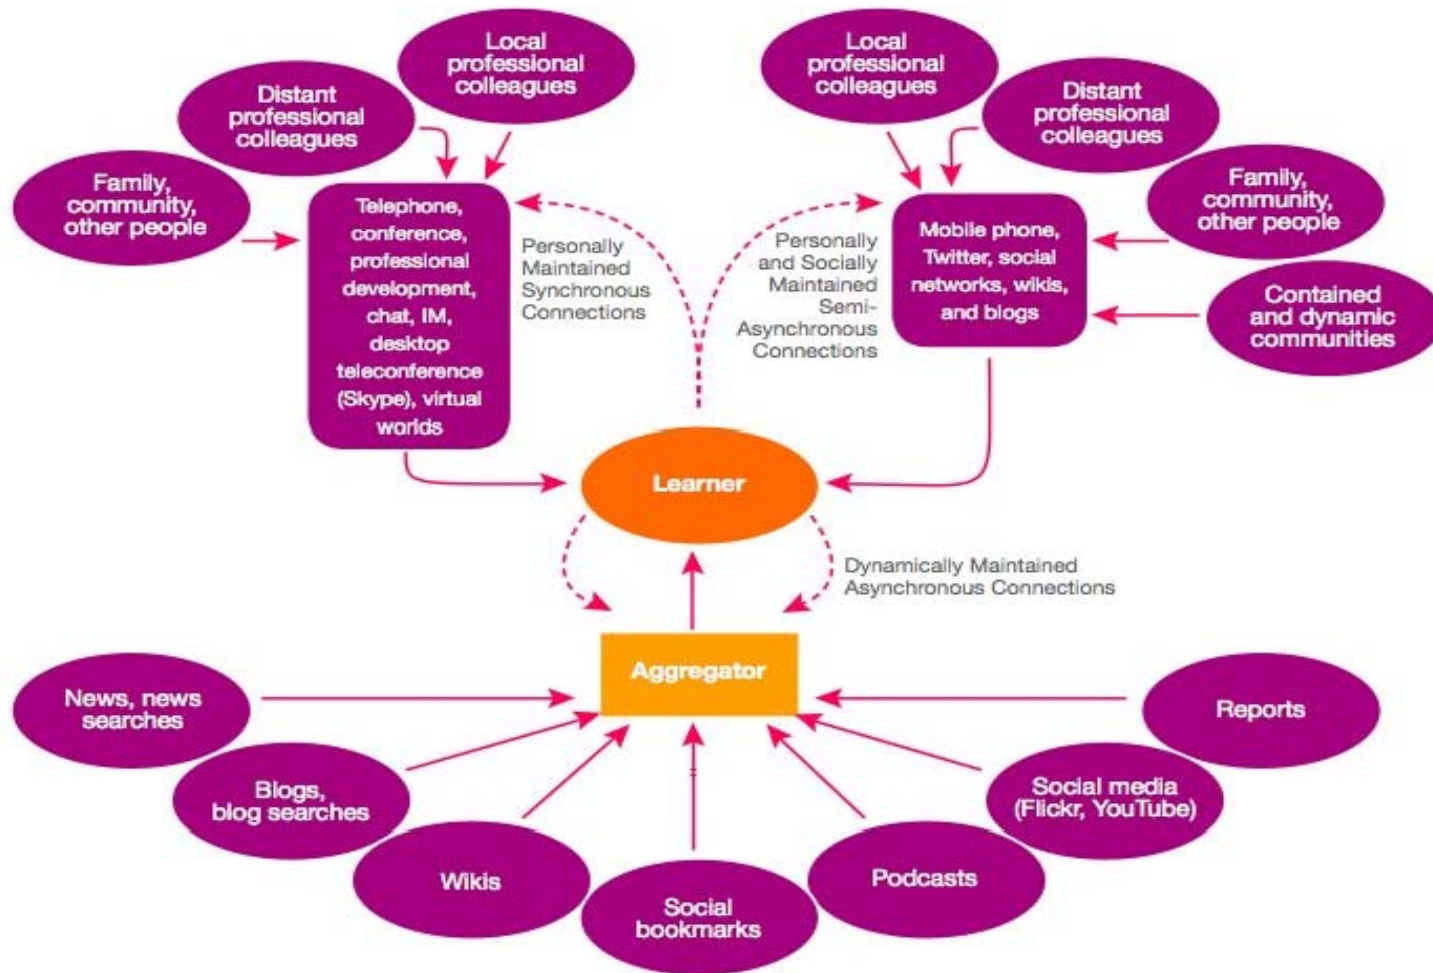 Local
professional
colleagues
Distant
professional
colleagues
Family,
community,
other people
Telephone,
conference,
professional
development,
chat, IM,
desktop
teleconference
(Skype), virtual
worlds
Personally
Maintained
Synchronous
Connections
Local
professional
colleagues
Distant
professional
colleagues
Family,
community,
other people
Contained
and dynamic
communities
Mobile phone,
Twitter, social
networks, wikis,
and blogs
Personally
and Socially
Maintained
Semi-
Asynchronous
Connections
Learner
Dynamically Maintained
Asynchronous Connections
Aggregator
News, news
searches
Blogs,
blog searches
Wikis
Social
bookmarks
Podcasts
Social media
(Flickr, YouTube)
Reports